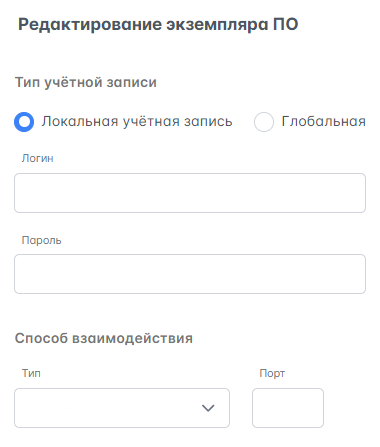 Редактирование экземпляра ПО
Тип учётной записи
Локальная учётная запись Глобальная
Логин
Пароль
Способ взаимодействия
Тип Порт